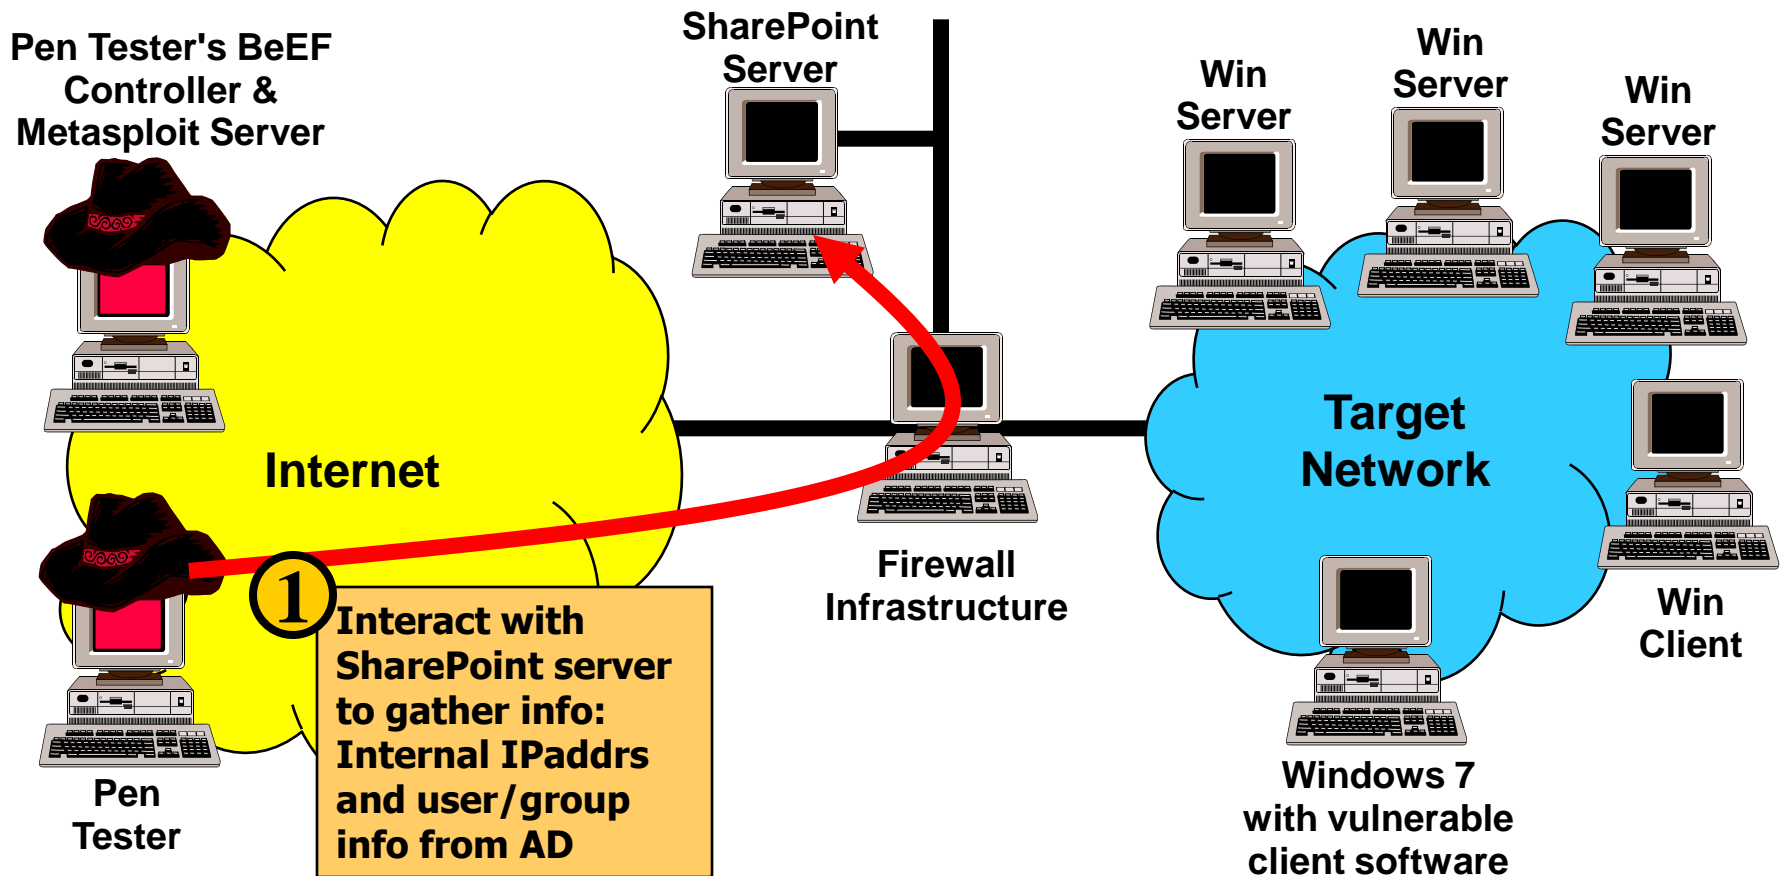 Pen Tester's BeEF
Controller &
Metasploit Server
SharePoint
Server
Win
Server
Win
Server
Win
Server
Internet
Target
Network
Firewall
Infrastructure
Win
Client
1
Interact with
SharePoint server
to gather info:
Internal IPaddrs
and user/group
info from AD
Pen
Tester
Windows 7
with vulnerable
client software